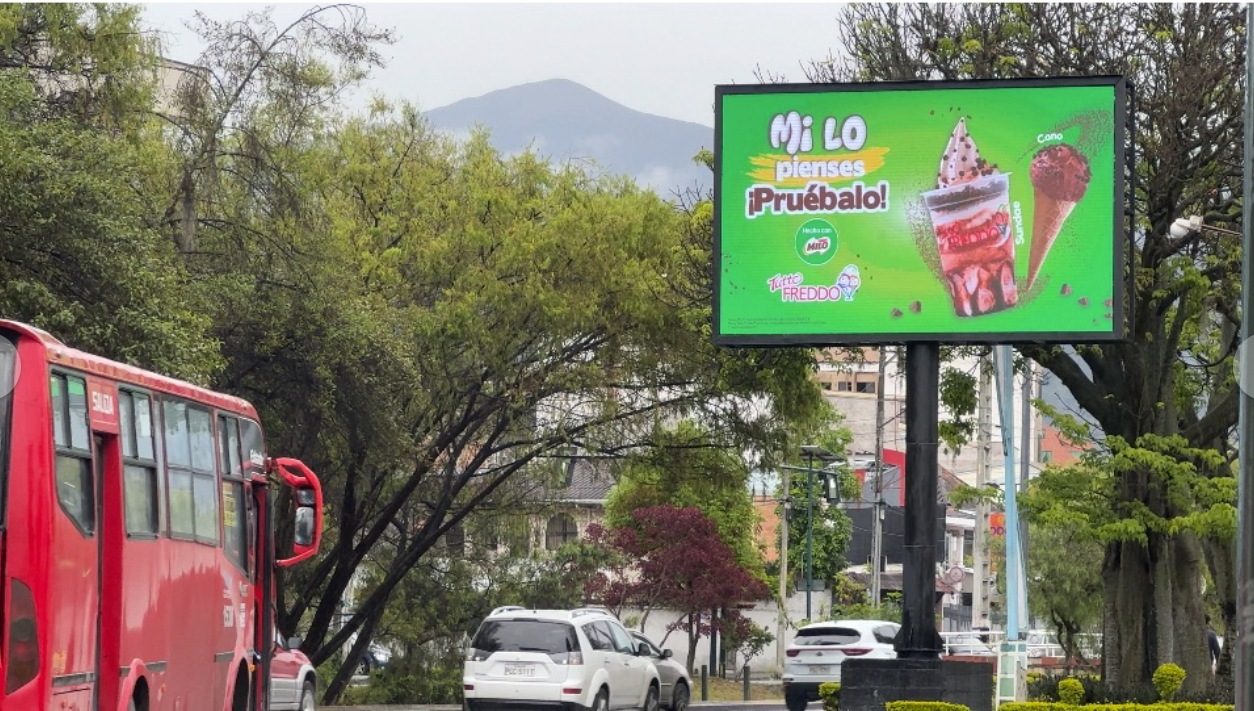 Mi LO
pienses
¡Pruébalo!
Hecho con
MILO
Tutto
FREDDO
Cono
Sundae
SALIDA